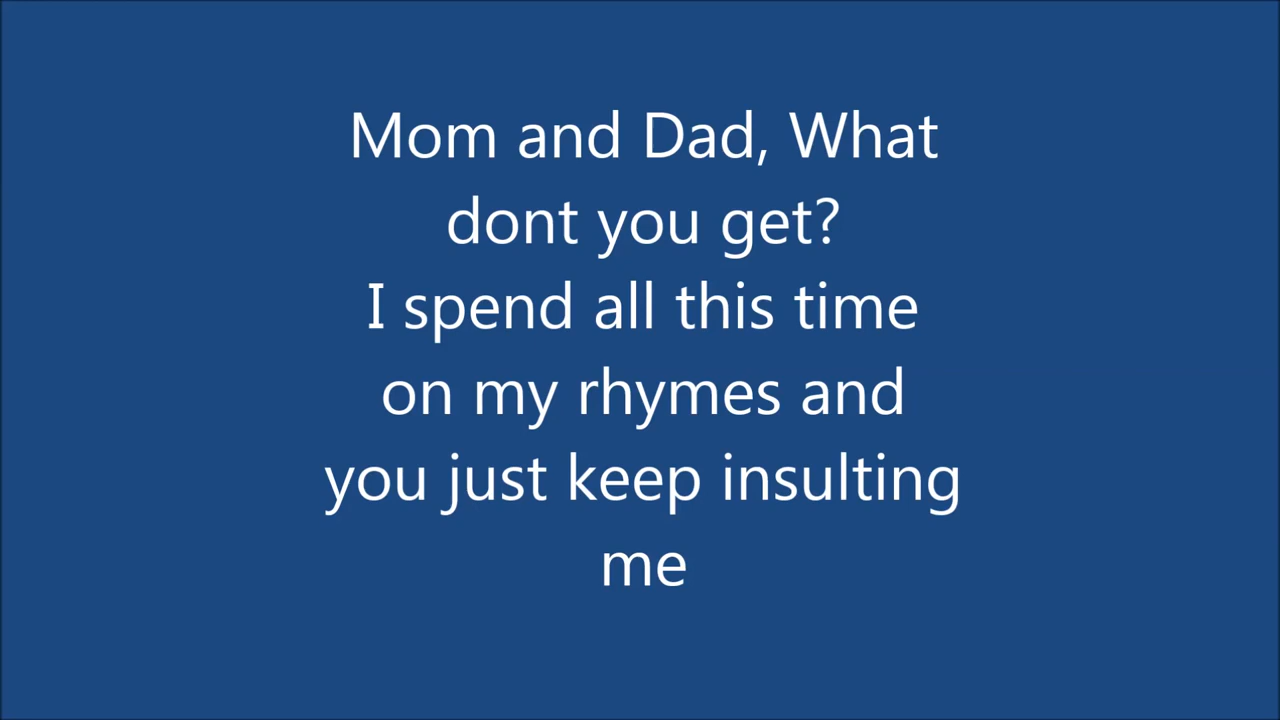 Mom and Dad, What
dont you get?
I spend all this time
on my rhymes and
you just keep insulting
me